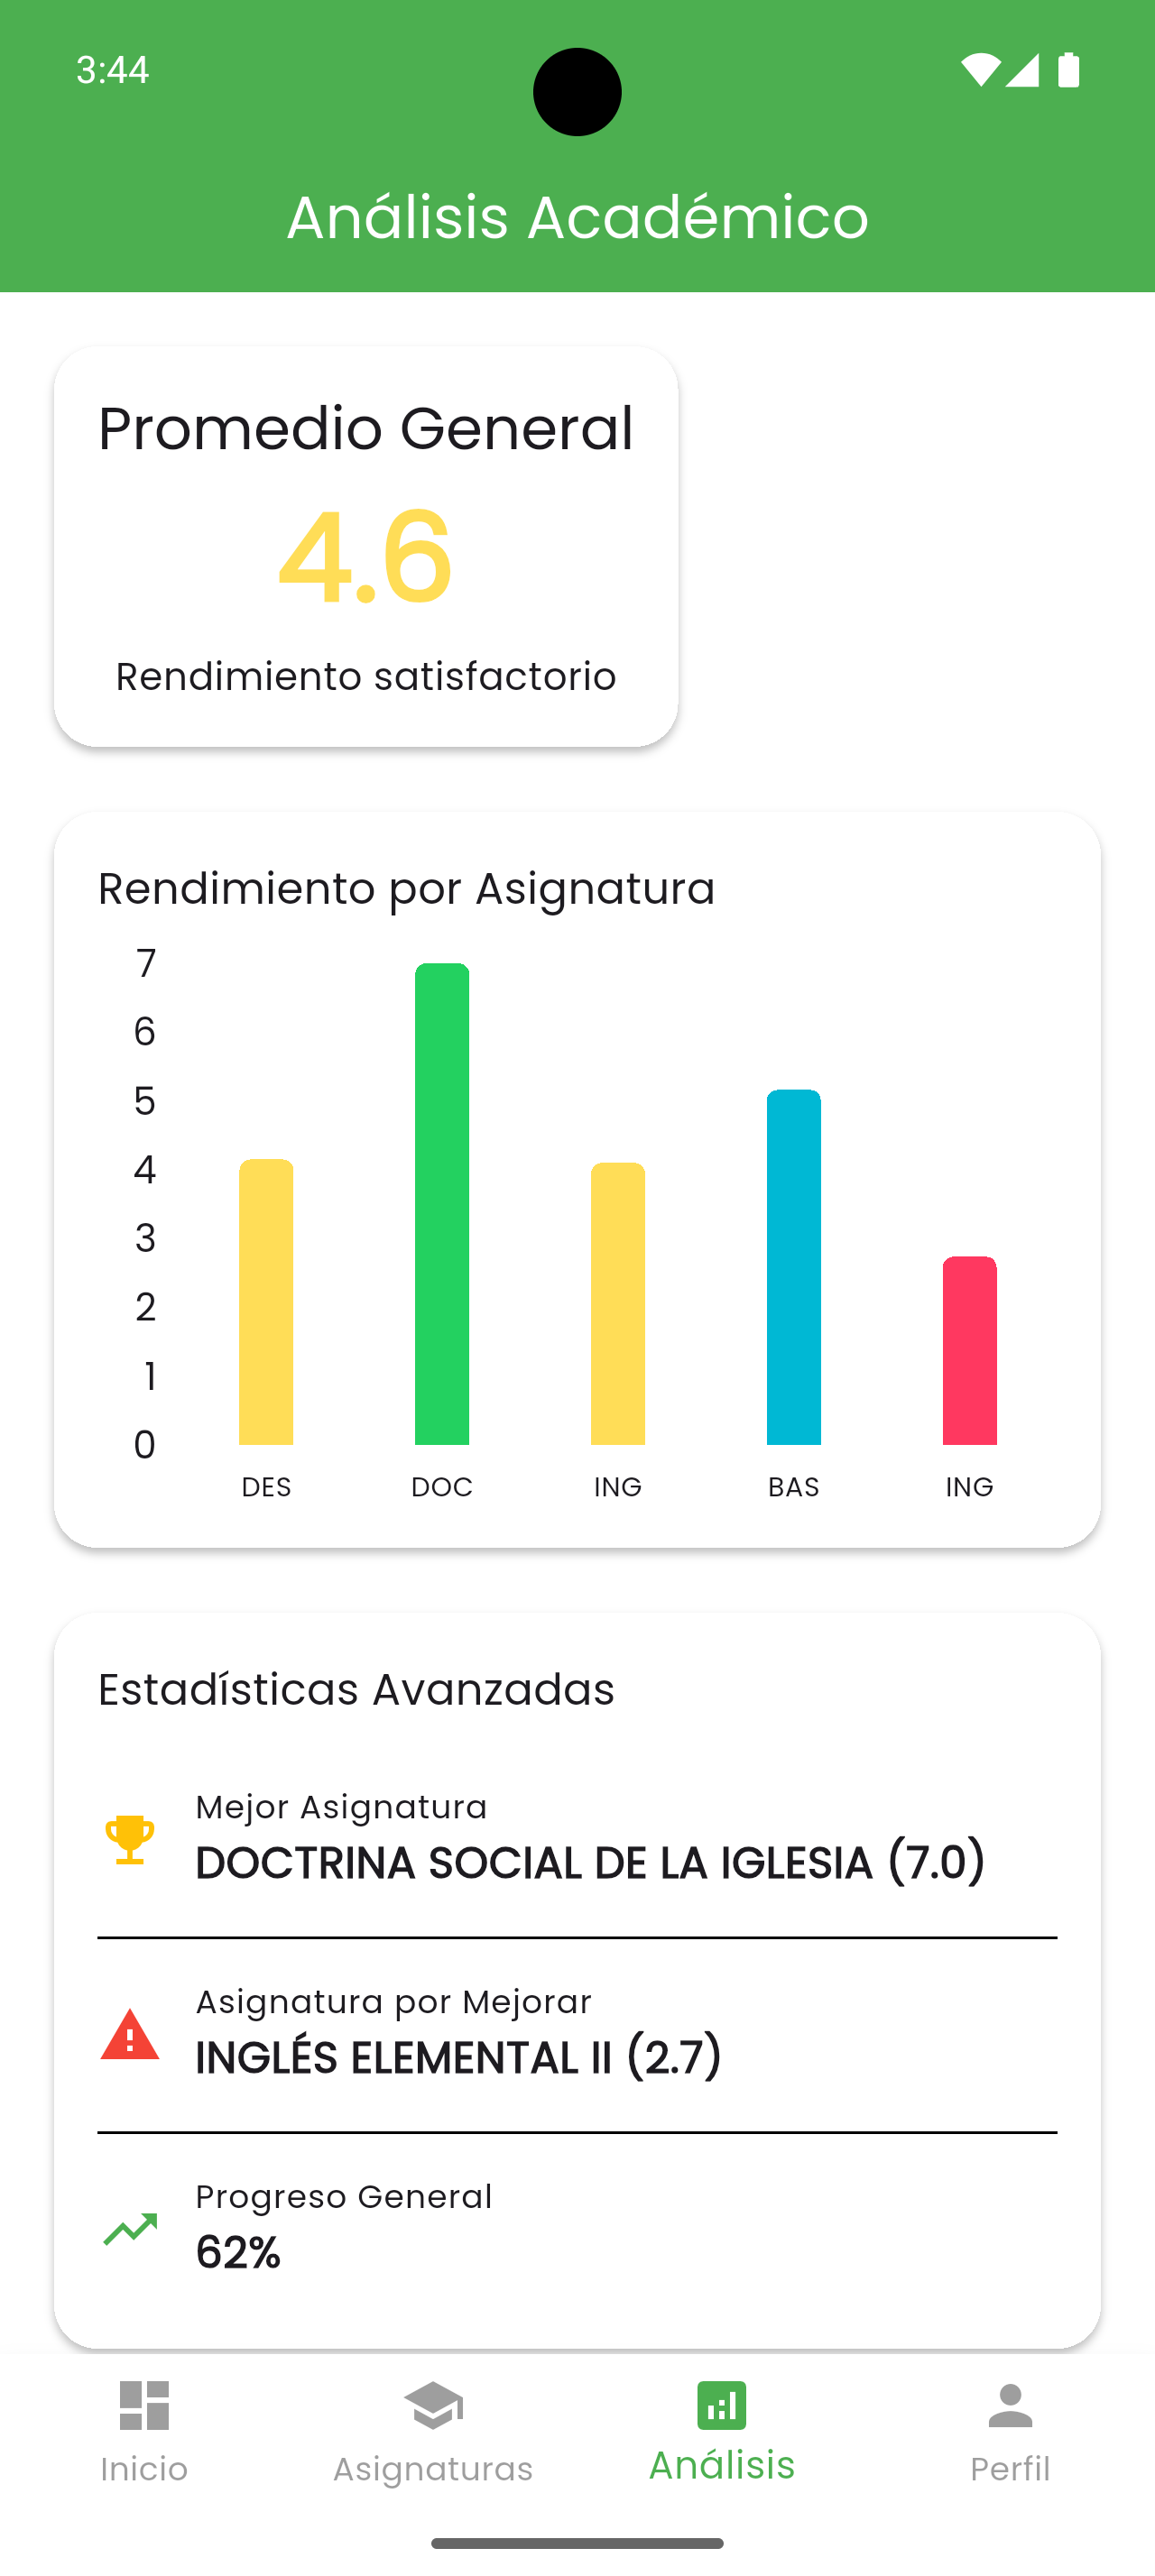 3:44
Análisis Académico
Promedio General
4.6
Rendimiento satisfactorio
Rendimiento por Asignatura
7
6
5
4
3
2
1
0
DES DOC ING BAS ING
Estadísticas Avanzadas
Mejor Asignatura
DOCTRINA SOCIAL DE LA IGLESIA (7.0)
Asignatura por Mejorar
INGLÉS ELEMENTAL II (2.7)
Progreso General
62%
Inicio Asignaturas Análisis Perfil